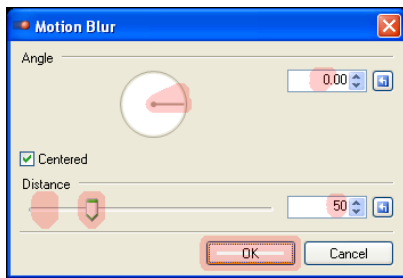 Motion Blur
Angle
0.00
Centered
Distance
50
OK
Cancel